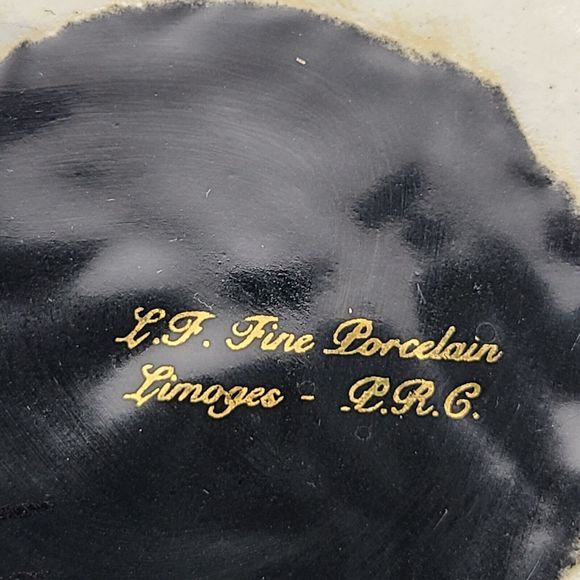 L.F. Fine Porcelain
Limoges - P.R.C.